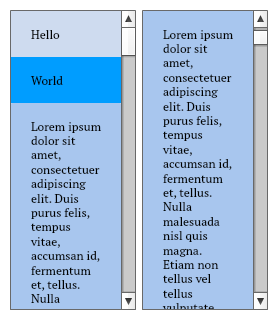 Hello
World
Lorem ipsum
dolor sit
amet,
consectetuer
adipiscing
elit. Duis
purus felis,
tempus
vitae,
accumsan id,
fermentum
et, tellus.
Nulla
Lorem ipsum
dolor sit
amet,
consectetuer
adipiscing
elit. Duis
purus felis,
tempus
vitae,
accumsan id,
fermentum
et, tellus.
Nulla
malesuada
nisl quis
magna.
Etiam non
tellus vel
tellus
vulputate